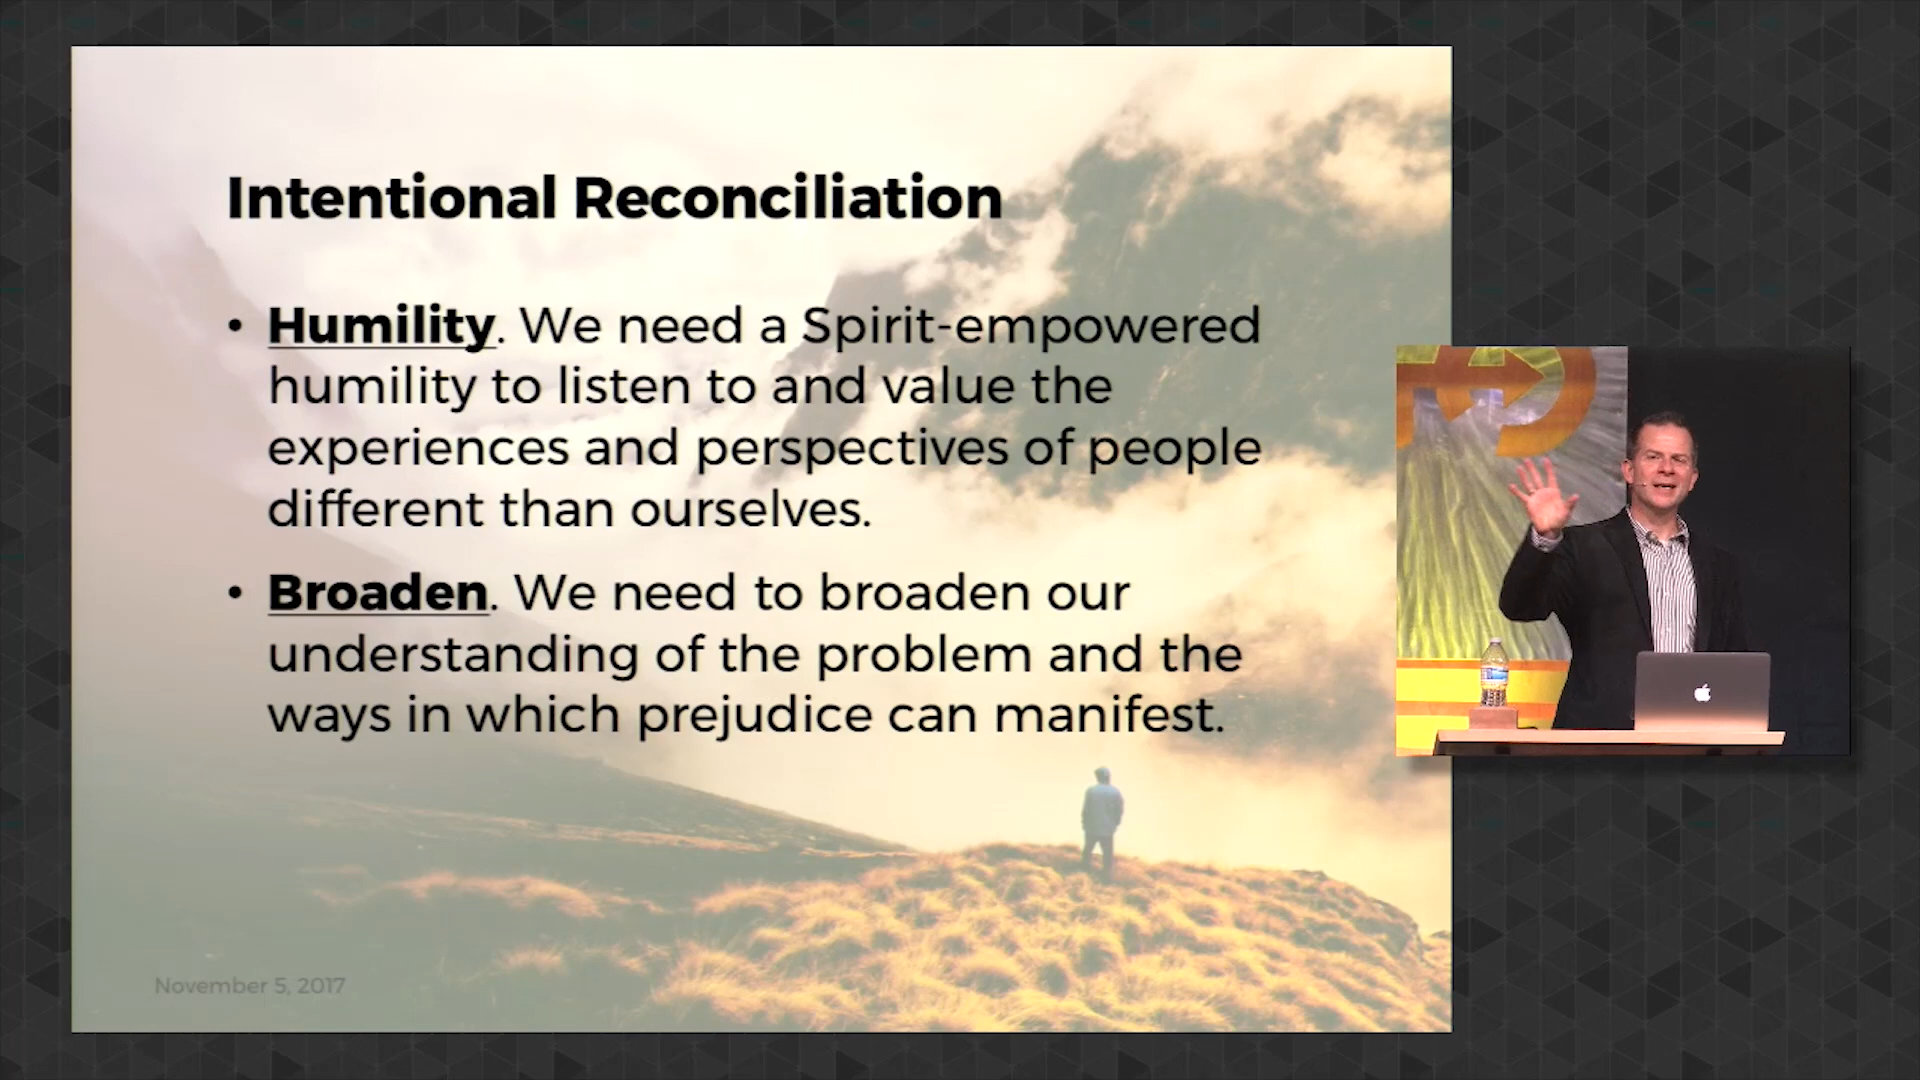 Intentional Reconciliation
• Humility. We need a Spirit-empowered
humility to listen to and value the
experiences and perspectives of people
different than ourselves.
• Broaden. We need to broaden our
understanding of the problem and the
ways in which prejudice can manifest.
November 5, 2017